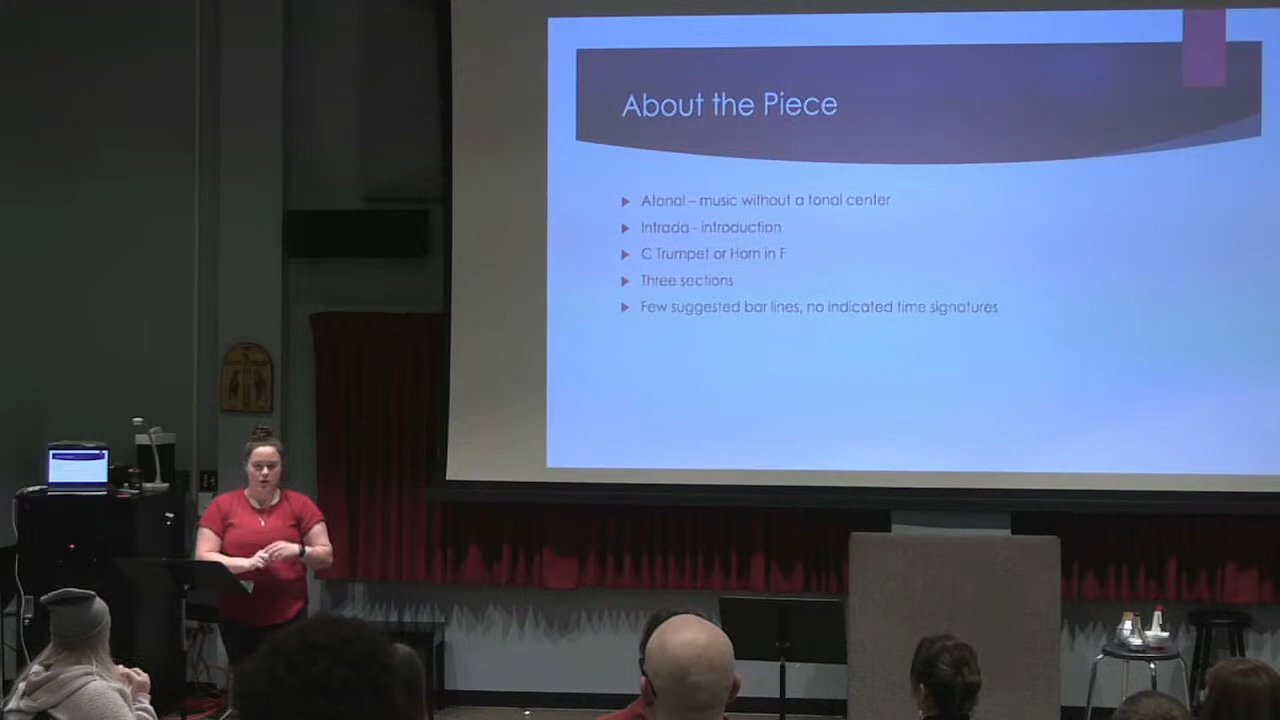 About the Piece
Atonal – music without a tonal center
Intrada - introduction
C Trumpet or Horn in F
Three sections
Few suggested bar lines, no indicated time signatures